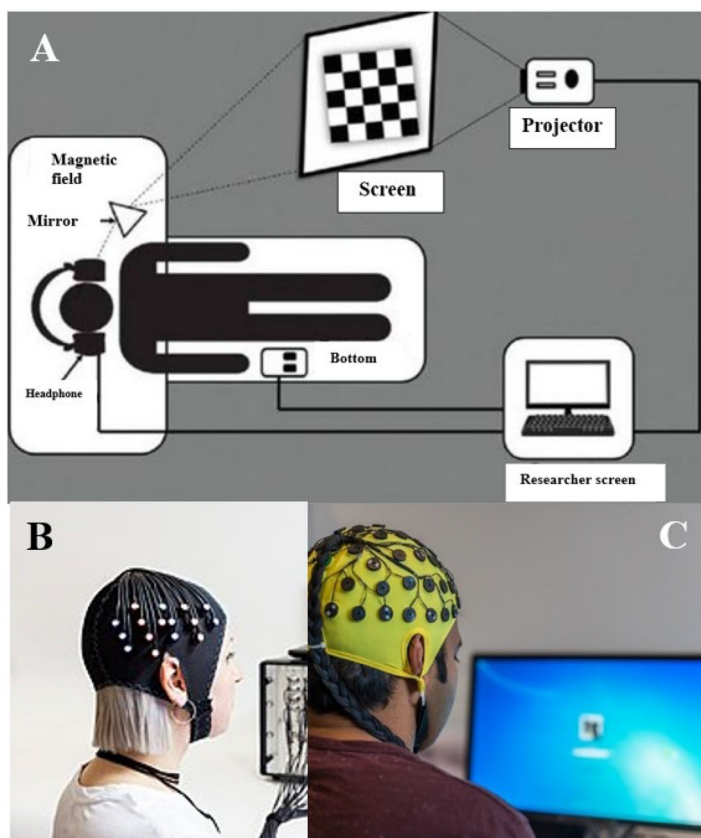 A
Projector
Screen
Magnetic
field
Mirror
Bottom
Headphone
Researcher screen
B
C